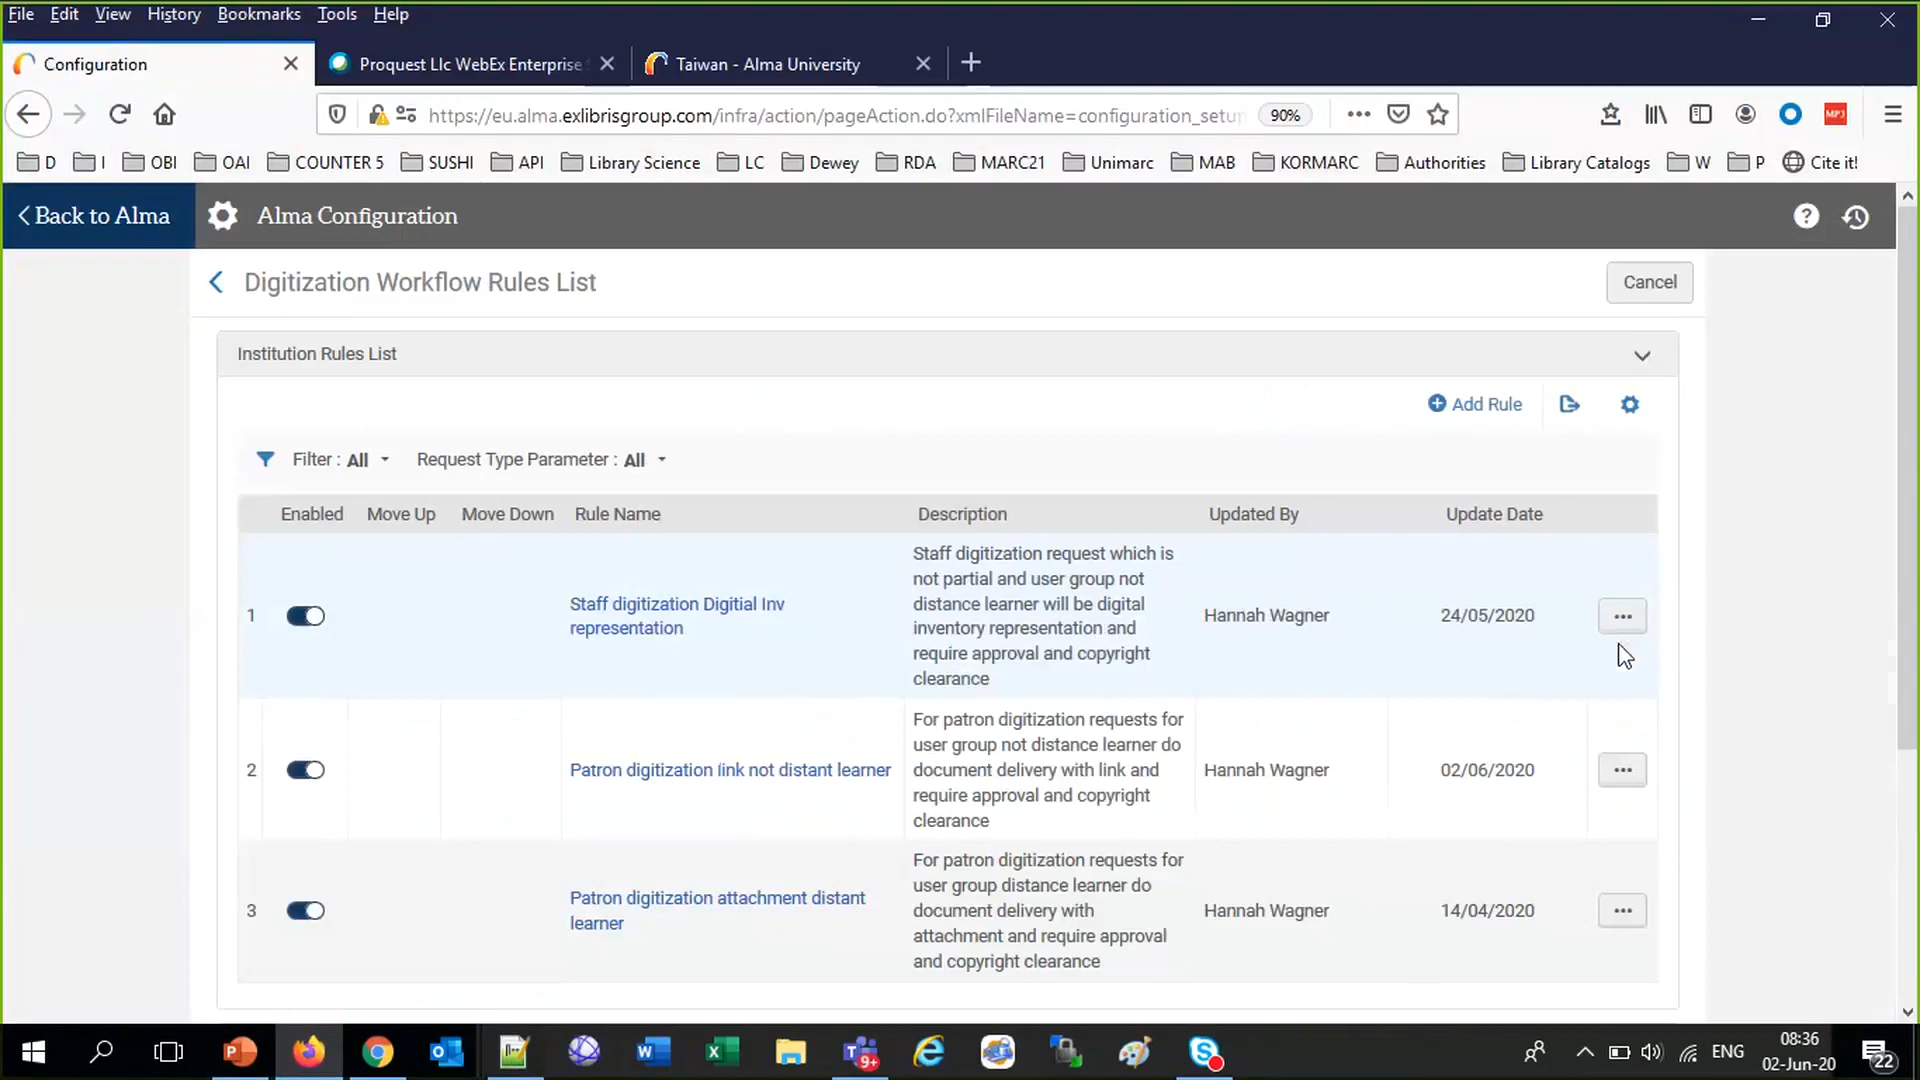 File Edit View History Bookmarks Tools Help
Configuration
Proquest Llc WebEx Enterprise
Taiwan - Alma University
https://eu.alma.exlibrisgroup.com/infra/action/pageAction.do?xmlFileName=configuration_setu
90%
MP3
D I OBI OAI COUNTER 5 SUSHI API Library Science LC Dewey RDA MARC21 Unimarc MAB KORMARC Authorities Library Catalogs W P Cite it!
Back to Alma
Alma Configuration
Digitization Workflow Rules List
Cancel
Institution Rules List
Add Rule
Filter : All
Request Type Parameter : All
Enabled Move Up Move Down Rule Name Description Updated By Update Date
1
Staff digitization Digitial Inv
representation
Staff digitization request which is
not partial and user group not
distance learner will be digital
inventory representation and
require approval and copyright
clearance
Hannah Wagner
24/05/2020
2
Patron digitization link not distant learner
For patron digitization requests for
user group not distance learner do
document delivery with link and
require approval and copyright
clearance
Hannah Wagner
02/06/2020
3
Patron digitization attachment distant
learner
For patron digitization requests for
user group distance learner do
document delivery with
attachment and require approval
and copyright clearance
Hannah Wagner
14/04/2020
9+
ENG
08:36
02-Jun-20
22